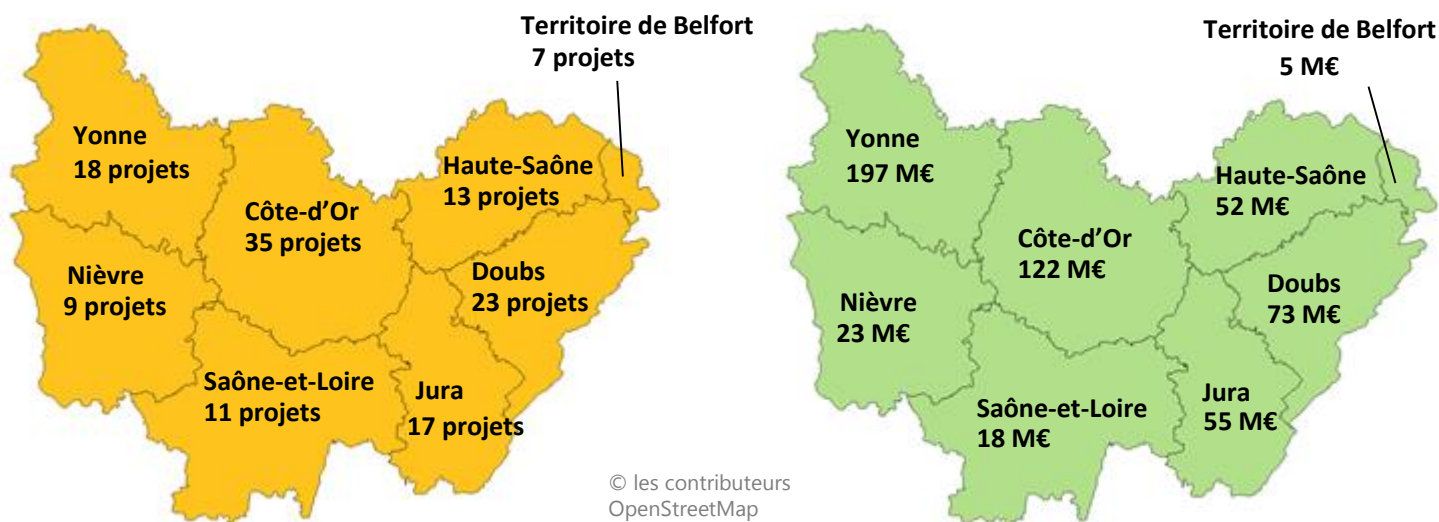 Territoire de Belfort
7 projets
Yonne
18 projets
Haute-Saône
13 projets
Côte-d’Or
35 projets
Nièvre
9 projets
Doubs
23 projets
Saône-et-Loire
11 projets
Jura
17 projets
© les contributeurs
OpenStreetMap
Territoire de Belfort
5 M€
Yonne
197 M€
Haute-Saône
52 M€
Côte-d’Or
122 M€
Doubs
73 M€
Nièvre
23 M€
Jura
55 M€
Saône-et-Loire
18 M€